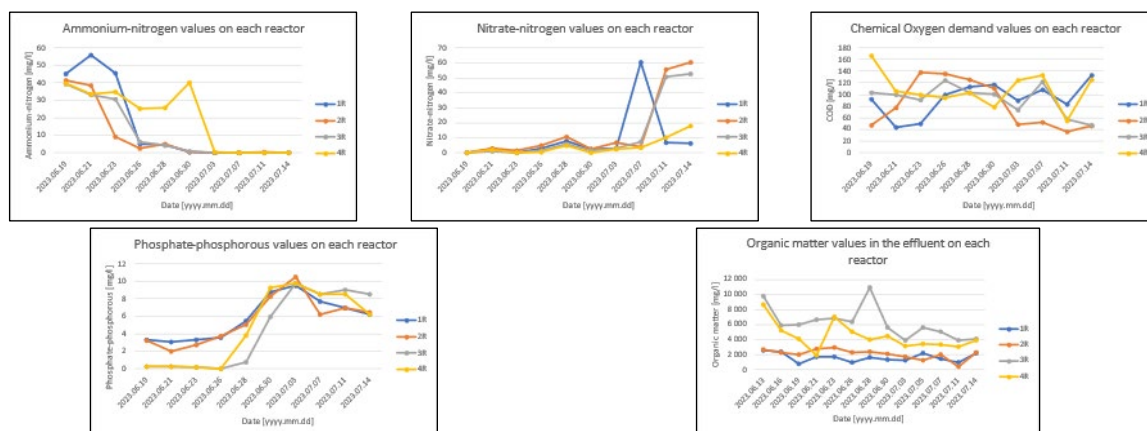 Ammonium-nitrogen values on each reactor
Ammonium-nitrogen [mg/l]
60
50
40
30
20
10
0
2023.06.19
2023.06.21
2023.06.23
2023.06.26
2023.06.28
2023.06.30
2023.07.03
2023.07.07
2023.07.11
2023.07.14
Date [yyyy.mm.dd]
1R
2R
3R
4R
Nitrate-nitrogen values on each reactor
Nitrate-nitrogen [mg/l]
70
60
50
40
30
20
10
0
2023.06.19
2023.06.21
2023.06.23
2023.06.26
2023.06.28
2023.06.30
2023.07.03
2023.07.07
2023.07.11
2023.07.14
Date [yyyy.mm.dd]
1R
2R
3R
4R
Chemical Oxygen demand values on each reactor
COD [mg/l]
180
160
140
120
100
80
60
40
20
0
2023.06.19
2023.06.21
2023.06.23
2023.06.26
2023.06.28
2023.06.30
2023.07.03
2023.07.07
2023.07.11
2023.07.14
Date [yyyy.mm.dd]
1R
2R
3R
4R
Phosphate-phosphorous values on each reactor
Phosphate-phosphorous [mg/l]
12
10
8
6
4
2
0
2023.06.19
2023.06.21
2023.06.23
2023.06.26
2023.06.28
2023.06.30
2023.07.03
2023.07.07
2023.07.11
2023.07.14
Date [yyyy.mm.dd]
1R
2R
3R
4R
Organic matter values in the effluent on each
reactor
Organic matter [mg/l]
12 000
10 000
8 000
6 000
4 000
2 000
0
2023.06.13
2023.06.16
2023.06.19
2023.06.21
2023.06.23
2023.06.26
2023.06.28
2023.06.30
2023.07.03
2023.07.05
2023.07.07
2023.07.11
2023.07.14
Date [yyyy.mm.dd]
1R
2R
3R
4R